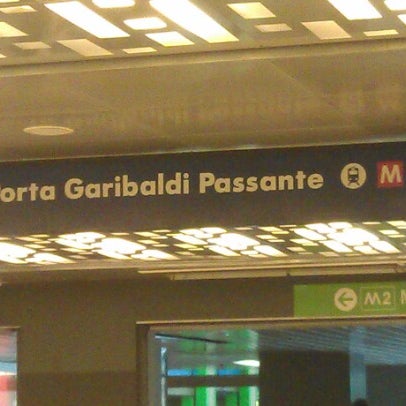 orta Garibaldi Passante M
M2